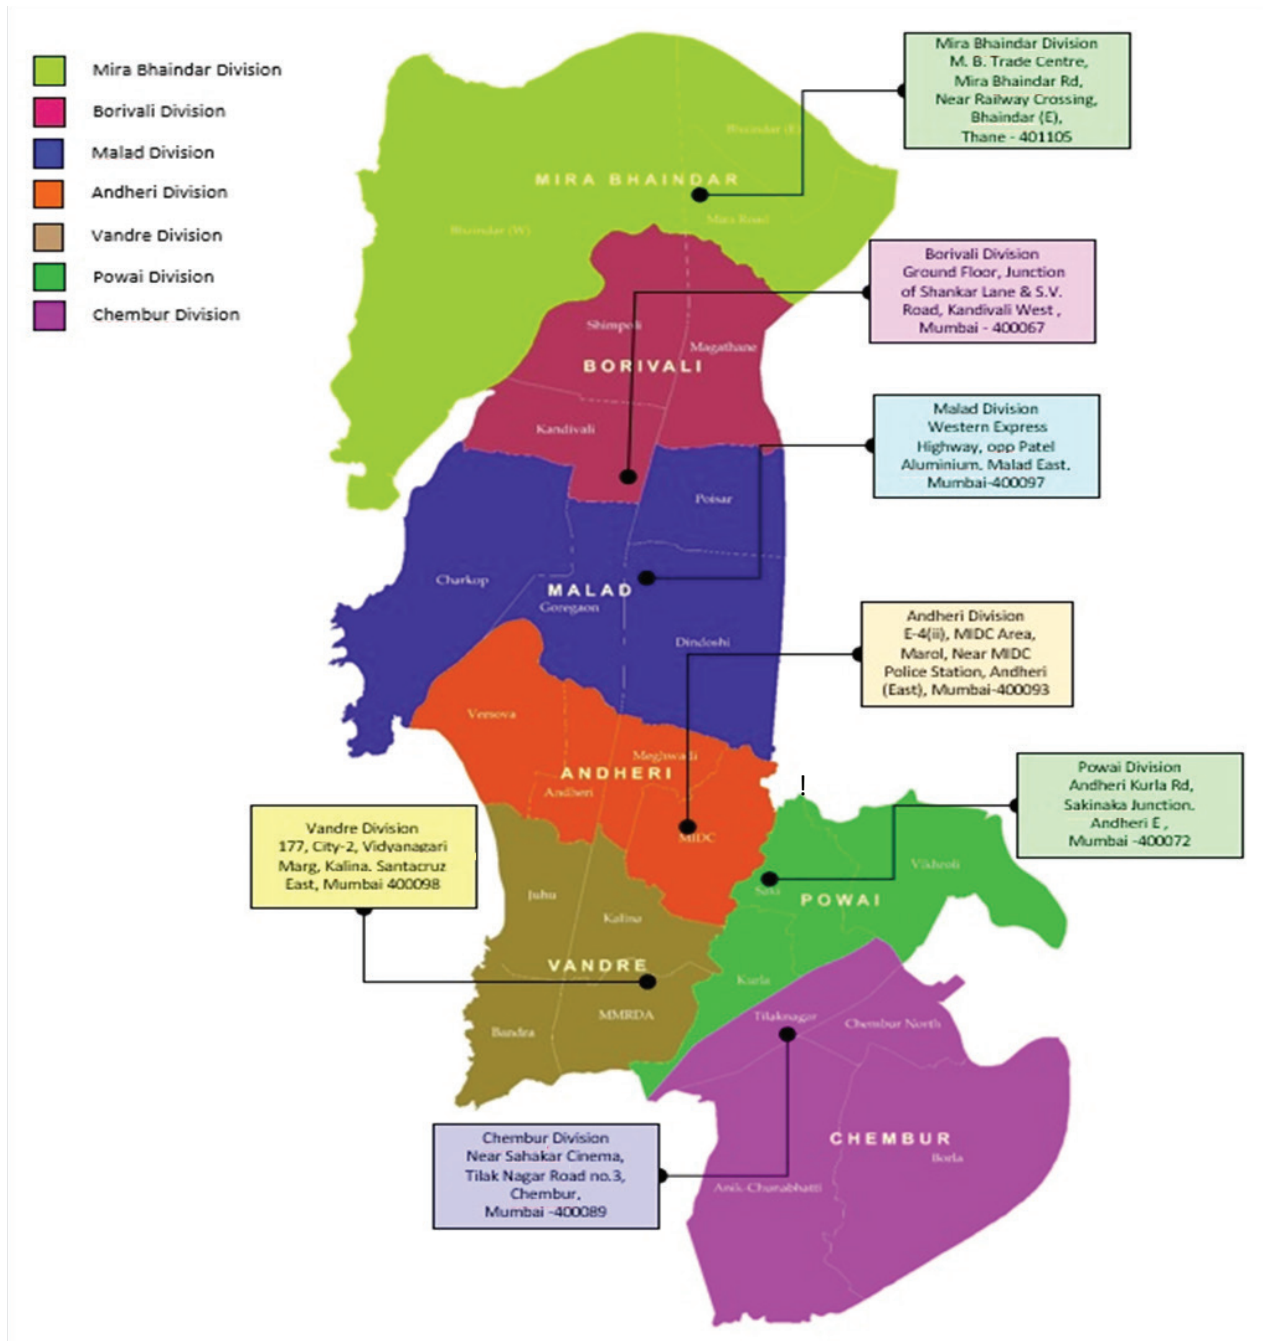 Mira Bhaindar Division
Borivali Division
Malad Division
Andheri Division
Vandre Division
Powai Division
Chembur Division
Mira Bhaindar Division
M. B. Trade Centre,
Mira Bhaindar Rd,
Near Railway Crossing,
Bhaindar (E),
Thane - 401105
Bhaindar (E)
MIRA BHAINDAR
Mira Road
Bhaindar (W)
Borivali Division
Ground Floor, Junction
of Shankar Lane & S.V.
Road, Kandivali West ,
Mumbai - 400067
Shimpoli
Magathane
BORIVALI
Kandivali
Malad Division
Western Express
Highway, opp Patel
Aluminium. Malad East.
Mumbai-400097
Poisar
Charkop
MALAD
Goregaon
Dindoshi
Andheri Division
E-4(ii), MIDC Area,
Marol, Near MIDC
Police Station, Andheri
(East), Mumbai-400093
Versova
Meghwadi
ANDHERI
Andheri
MIDC
!
Powai Division
Andheri Kurla Rd,
Sakinaka Junction.
Andheri E ,
Mumbai -400072
Vandre Division
177, City-2, Vidyanagari
Marg, Kalina. Santacruz
East, Mumbai 400098
Vikhroli
Saki
POWAI
Juhu
Kalina
VANDRE
Kurla
MMRDA
Bandra
Tilaknagar
Chembur North
Chembur Division
Near Sahakar Cinema,
Tilak Nagar Road no.3,
Chembur,
Mumbai -400089
CHEMBUR
Borla
Anik-Chunabhatti